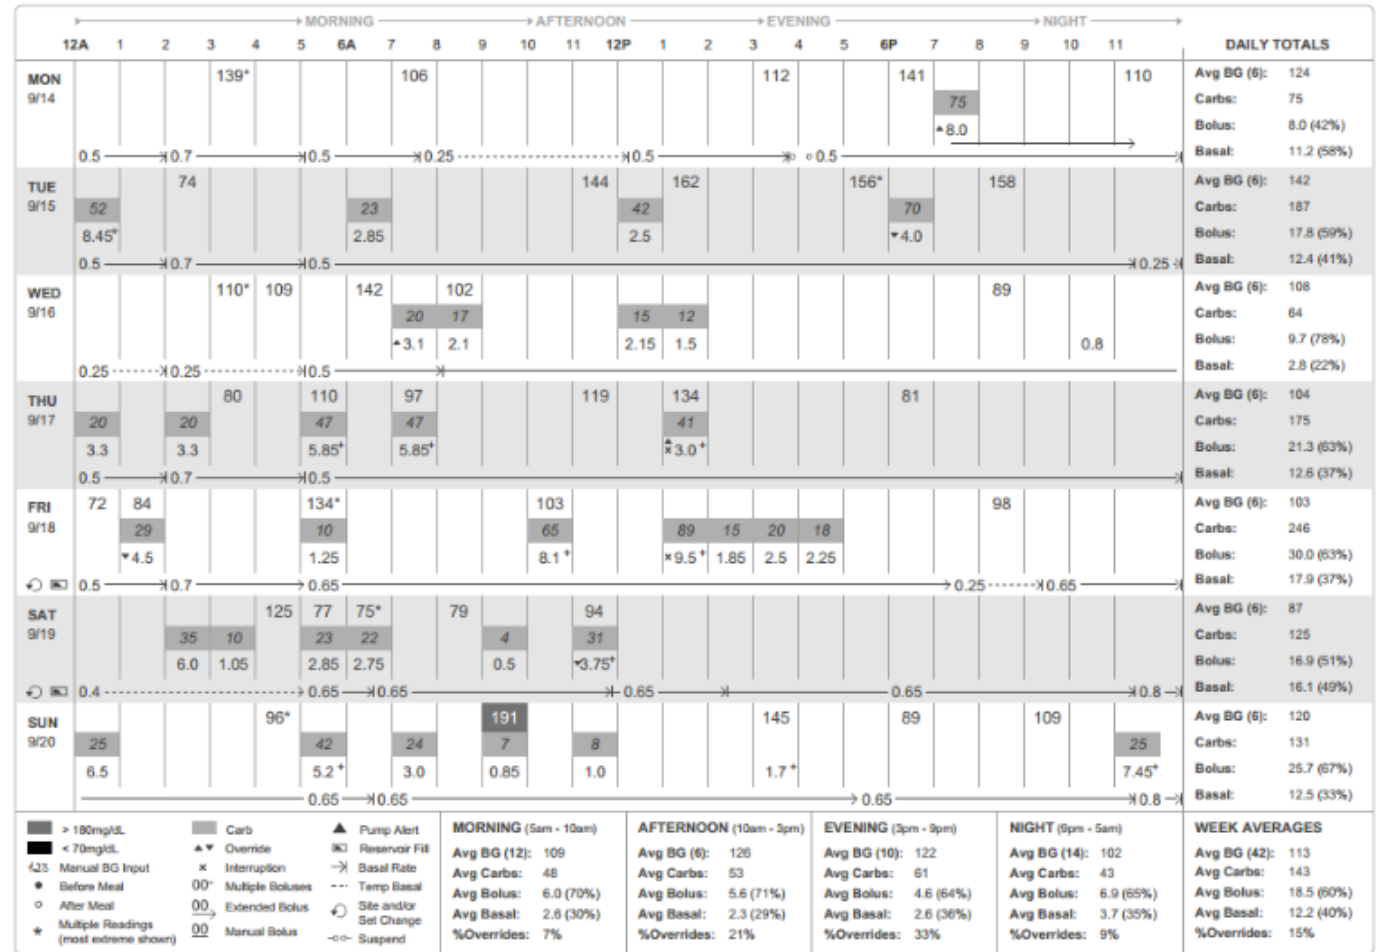 MORNING AFTERNOON EVENING NIGHT
12A 1 2 3 4 5 6A 7 8 9 10 11 12P 1 2 3 4 5 6P 7 8 9 10 11 DAILY TOTALS
MON 139* 106 112 141 110 Avg BG (6): 124
9/14 75 Carbs: 75
▲8.0 Bolus: 8.0 (42%)
0.5 0.7 0.5 0.25 0.5 0.5 Basal: 11.2 (58%)
TUE 74 144 162 156* 158 Avg BG (6): 142
9/15 52 23 42 70 Carbs: 187
8.45+ 2.85 2.5 ▼4.0 Bolus: 17.8 (59%)
0.5 0.7 0.5 0.25 Basal: 12.4 (41%)
WED 110* 109 142 102 89 Avg BG (6): 108
9/16 20 17 15 12 Carbs: 64
▲3.1 2.1 2.15 1.5 0.8 Bolus: 9.7 (78%)
0.25 0.25 0.5 Basal: 2.8 (22%)
THU 80 110 97 119 134 81 Avg BG (6): 104
9/17 20 20 47 47 41 Carbs: 175
3.3 3.3 5.85+ 5.85+ ▲x3.0+ Bolus: 21.3 (63%)
0.5 0.7 0.5 Basal: 12.6 (37%)
FRI 72 84 134* 103 98 Avg BG (6): 103
9/18 29 10 65 89 15 20 18 Carbs: 246
▼4.5 1.25 8.1+ x9.5+ 1.85 2.5 2.25 Bolus: 30.0 (63%)
0.5 0.7 0.65 0.25 0.65 Basal: 17.9 (37%)
SAT 125 77 75* 79 94 Avg BG (6): 87
9/19 35 10 23 22 4 31 Carbs: 125
6.0 1.05 2.85 2.75 0.5 ▼3.75+ Bolus: 16.9 (51%)
0.4 0.65 0.65 0.65 0.65 0.8 Basal: 16.1 (49%)
SUN 96* 191 145 89 109 Avg BG (6): 120
9/20 25 42 24 7 8 25 Carbs: 131
6.5 5.2+ 3.0 0.85 1.0 1.7+ 7.45+ Bolus: 25.7 (67%)
0.65 0.65 0.65 0.8 Basal: 12.5 (33%)
> 180mg/dL Carb Pump Alert
< 70mg/dL Override Reservoir Fill
123 Manual BG Input x Interruption Basal Rate
Before Meal 00+ Multiple Boluses Temp Basal
After Meal 00 Extended Bolus Site and/or Set Change
* Multiple Readings (most extreme shown) 00 Manual Bolus Suspend
MORNING (5am - 10am)
Avg BG (12): 109
Avg Carbs: 48
Avg Bolus: 6.0 (70%)
Avg Basal: 2.6 (30%)
%Overrides: 7%
AFTERNOON (10am - 3pm)
Avg BG (6): 126
Avg Carbs: 53
Avg Bolus: 5.6 (71%)
Avg Basal: 2.3 (29%)
%Overrides: 21%
EVENING (3pm - 9pm)
Avg BG (10): 122
Avg Carbs: 61
Avg Bolus: 4.6 (64%)
Avg Basal: 2.6 (36%)
%Overrides: 33%
NIGHT (9pm - 5am)
Avg BG (14): 102
Avg Carbs: 43
Avg Bolus: 6.9 (65%)
Avg Basal: 3.7 (35%)
%Overrides: 9%
WEEK AVERAGES
Avg BG (42): 113
Avg Carbs: 143
Avg Bolus: 18.5 (60%)
Avg Basal: 12.2 (40%)
%Overrides: 15%